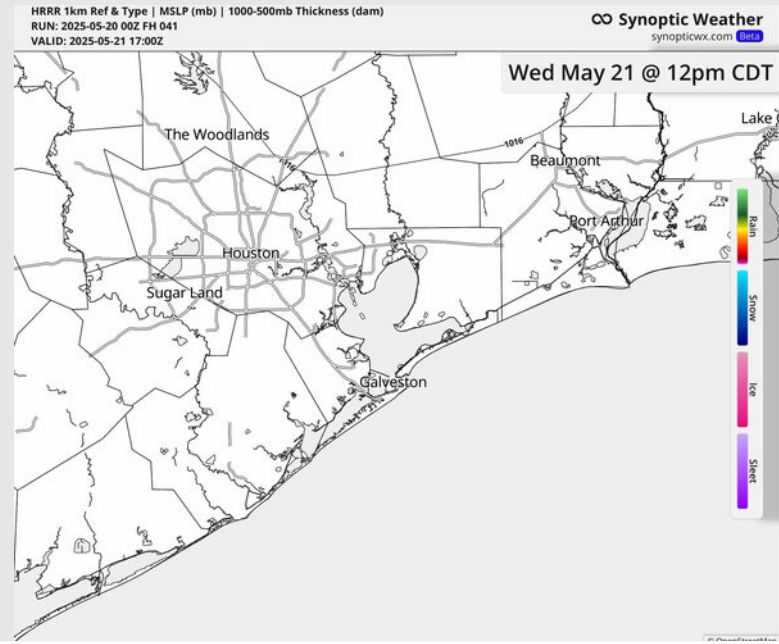 HRRR 1km Ref & Type | MSLP (mb) | 1000-500mb Thickness (dam)
RUN: 2025-05-20 00Z FH 041
VALID: 2025-05-21 17:00Z
Synoptic Weather
synopticwx.com Beta
Wed May 21 @ 12pm CDT
Lake
The Woodlands
1016
1016
Beaumont
Port Arthur
Rain
Houston
Sugar Land
Snow
Ice
Galveston
Sleet
© OpenStreetMap